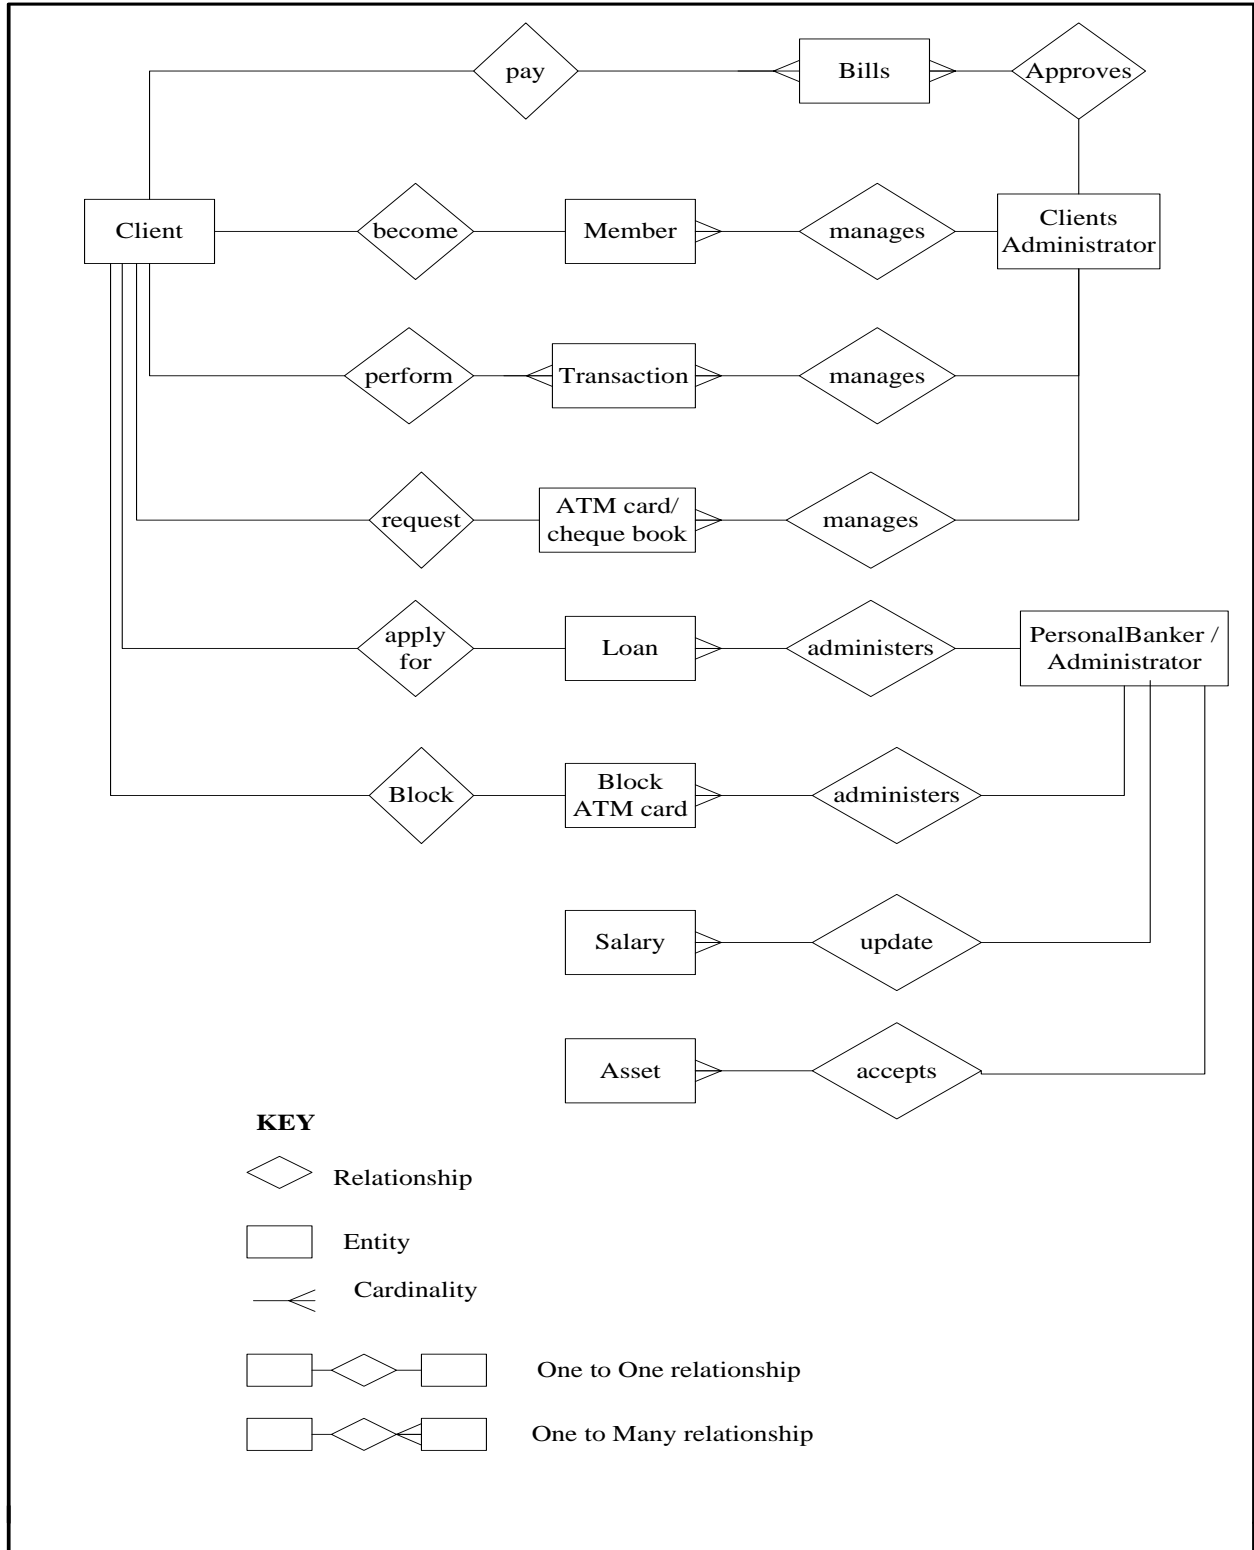 pay
Bills
Approves
Client
become
Member
manages
Clients
Administrator
perform
Transaction
manages
request
ATM card/
cheque book
manages
apply
for
Loan
administers
PersonalBanker /
Administrator
Block
Block
ATM card
administers
Salary
update
Asset
accepts
KEY
Relationship
Entity
Cardinality
One to One relationship
One to Many relationship